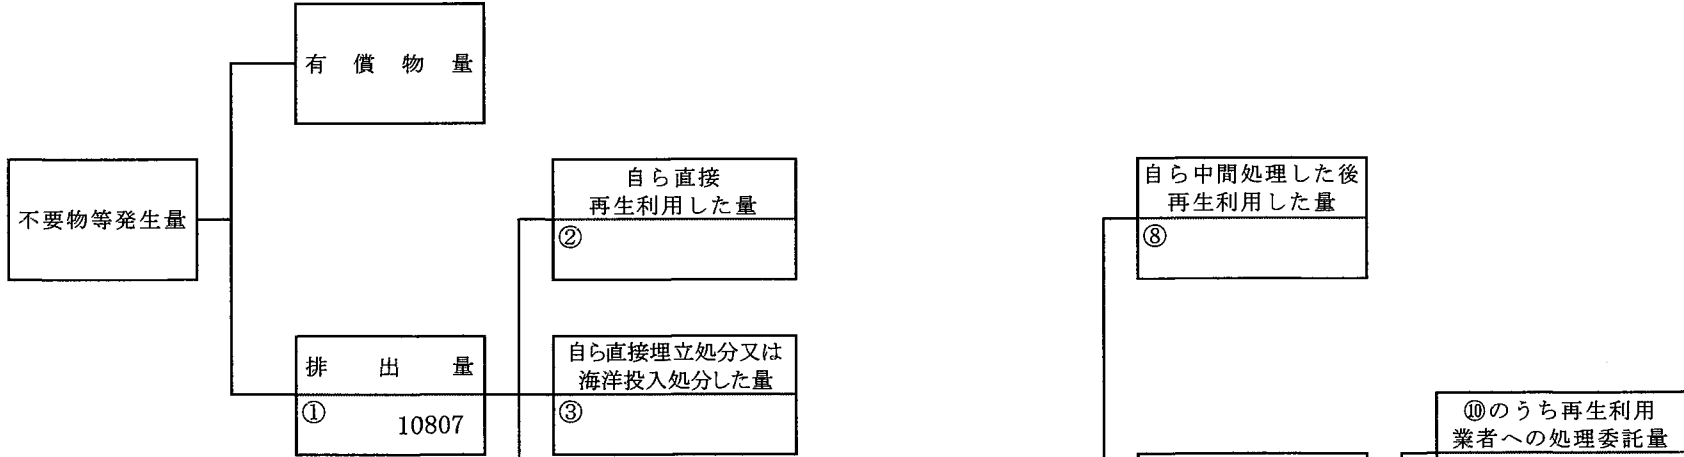 有償物量
不要物等発生量
自ら直接
再生利用した量
②
自ら中間処理した後
再生利用した量
⑧
排出量
①
10807
自ら直接埋立処分又は
海洋投入処分した量
③
⑩のうち再生利用
業者への処理委託量